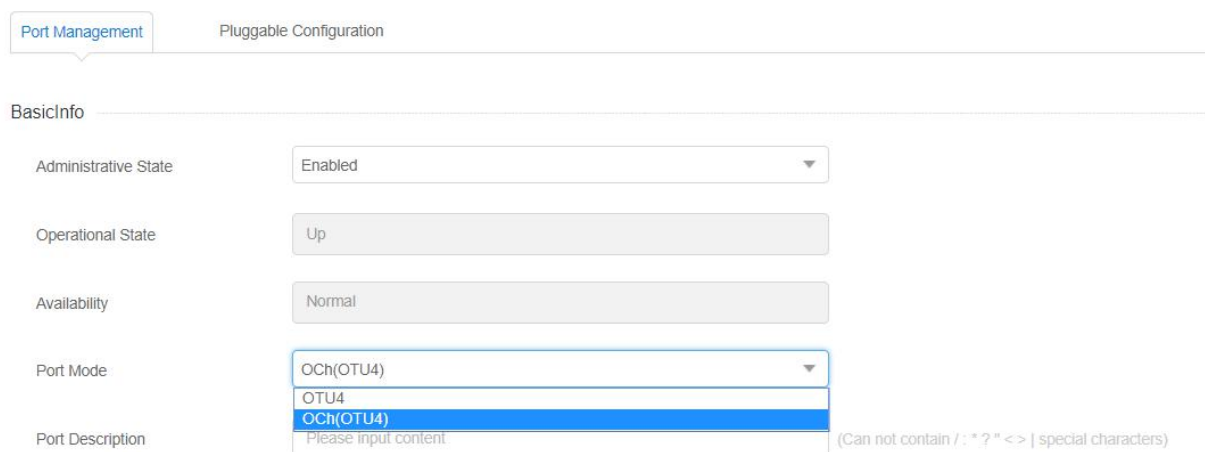 Port Management Pluggable Configuration
BasicInfo
Administrative State Enabled
Operational State Up
Availability Normal
Port Mode OCh(OTU4)
OTU4
OCh(OTU4)
Port Description Please input content (Can not contain / : * ? " < > | special characters)